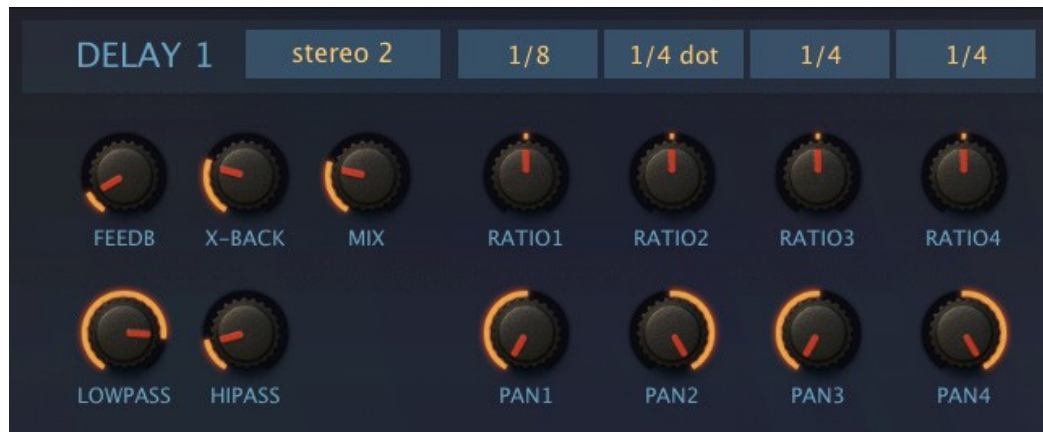 DELAY 1 stereo 2 1/8 1/4 dot 1/4 1/4
FEEDB X-BACK MIX RATIO1 RATIO2 RATIO3 RATIO4
LOWPASS HIPASS PAN1 PAN2 PAN3 PAN4